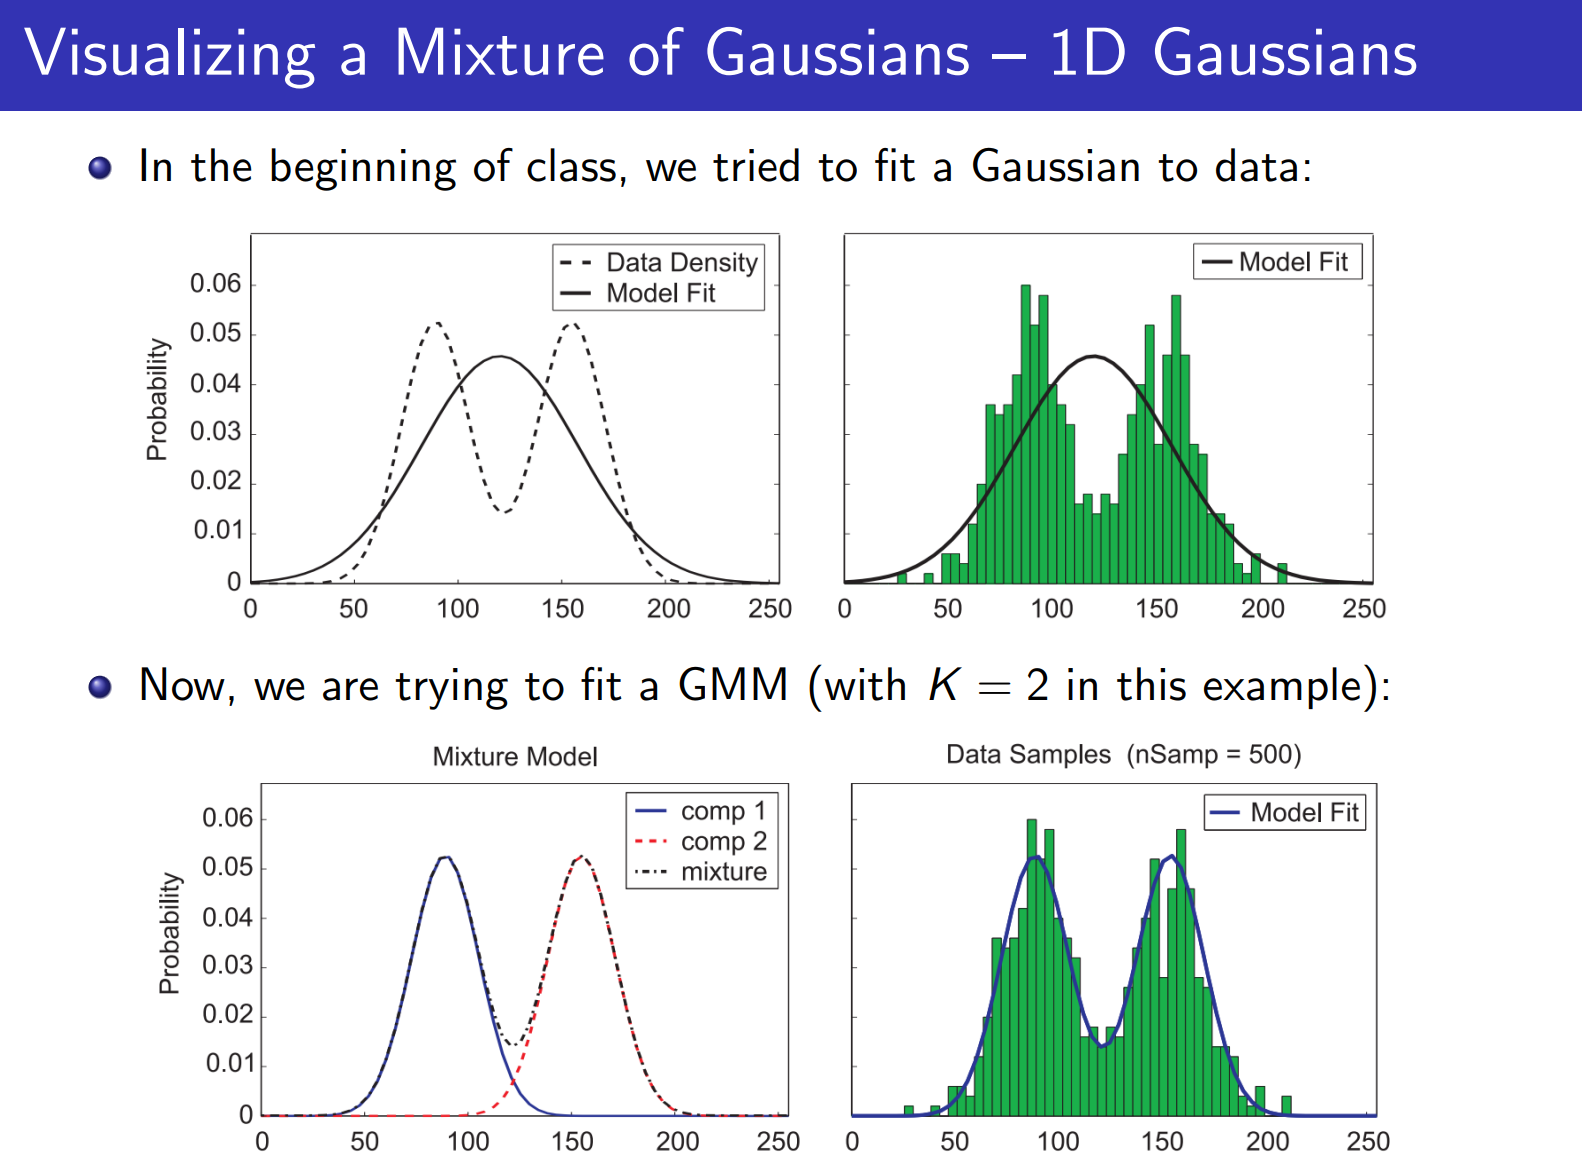 Visualizing a Mixture of Gaussians – 1D Gaussians
In the beginning of class, we tried to fit a Gaussian to data:
Data Density
Model Fit
Probability
0.06
0.05
0.04
0.03
0.02
0.01
0
0 50 100 150 200 250
Model Fit
0 50 100 150 200 250
Now, we are trying to fit a GMM (with K = 2 in this example):
Mixture Model
comp 1
comp 2
mixture
Probability
0.06
0.05
0.04
0.03
0.02
0.01
0
0 50 100 150 200 250
Data Samples (nSamp = 500)
Model Fit
0 50 100 150 200 250